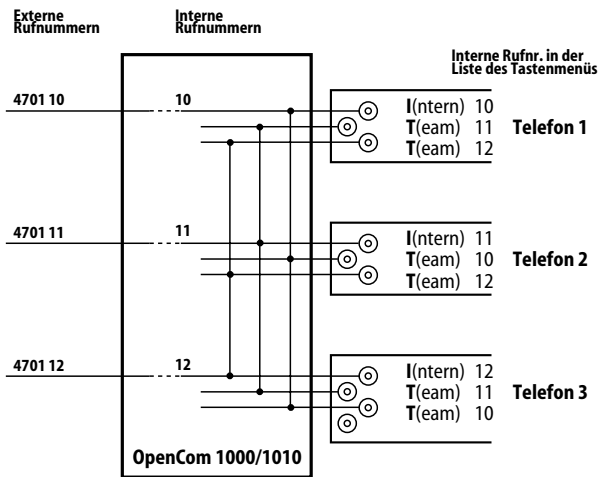 Externe
Rufnummern
Interne
Rufnummern
Interne Rufnr. in der
Liste des Tastenmenüs
4701 10
10
I(ntern) 10
T(eam) 11
T(eam) 12
Telefon 1
4701 11
11
I(ntern) 11
T(eam) 10
T(eam) 12
Telefon 2
4701 12
12
I(ntern) 12
T(eam) 11
T(eam) 10
Telefon 3
OpenCom 1000/1010